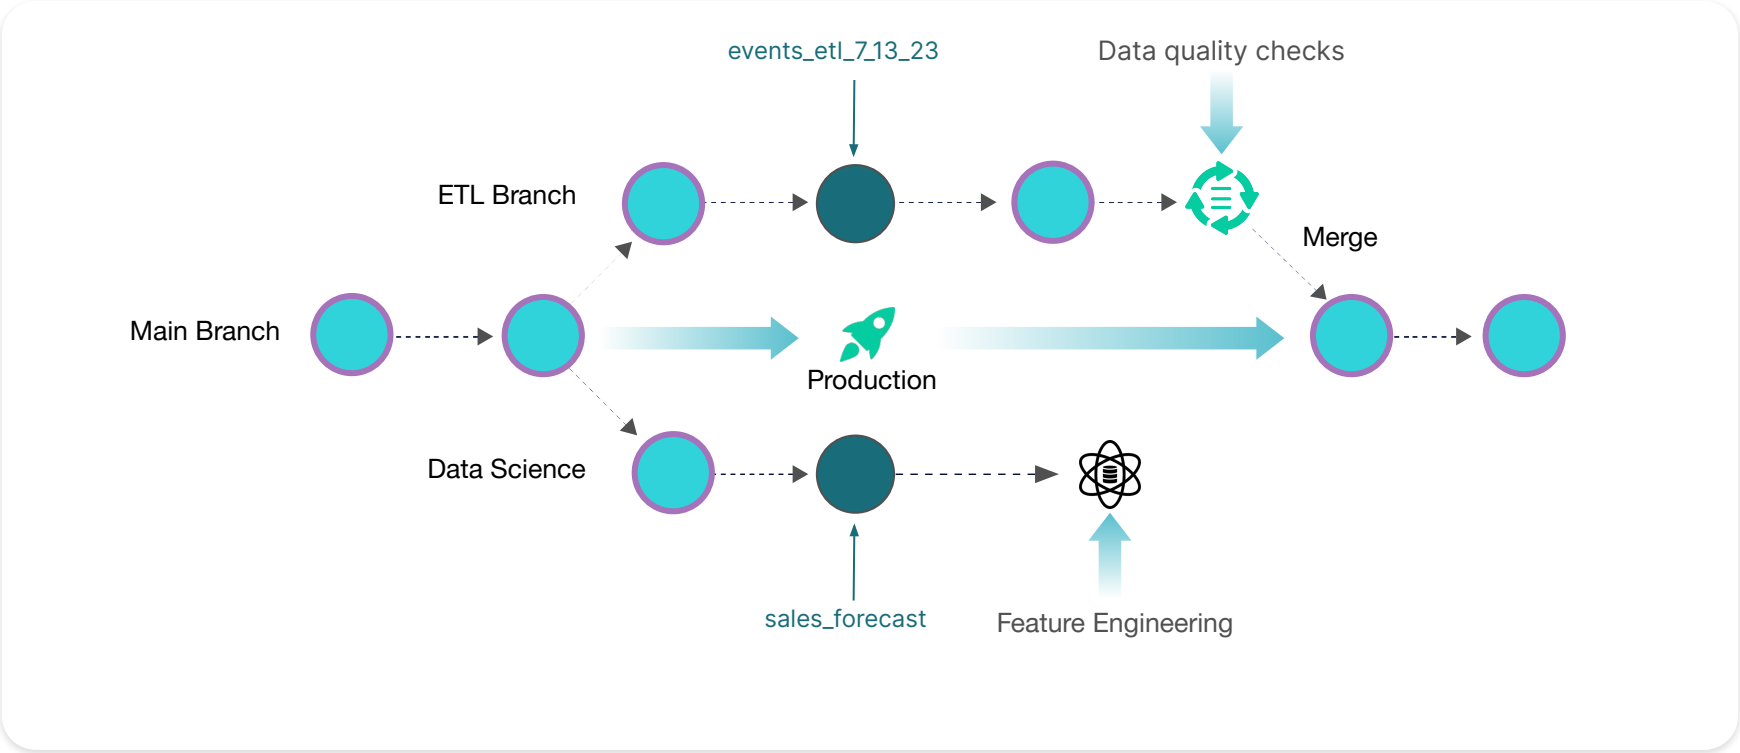 events_etl_7_13_23
Data quality checks
ETL Branch
Merge
Main Branch
Production
Data Science
sales_forecast
Feature Engineering